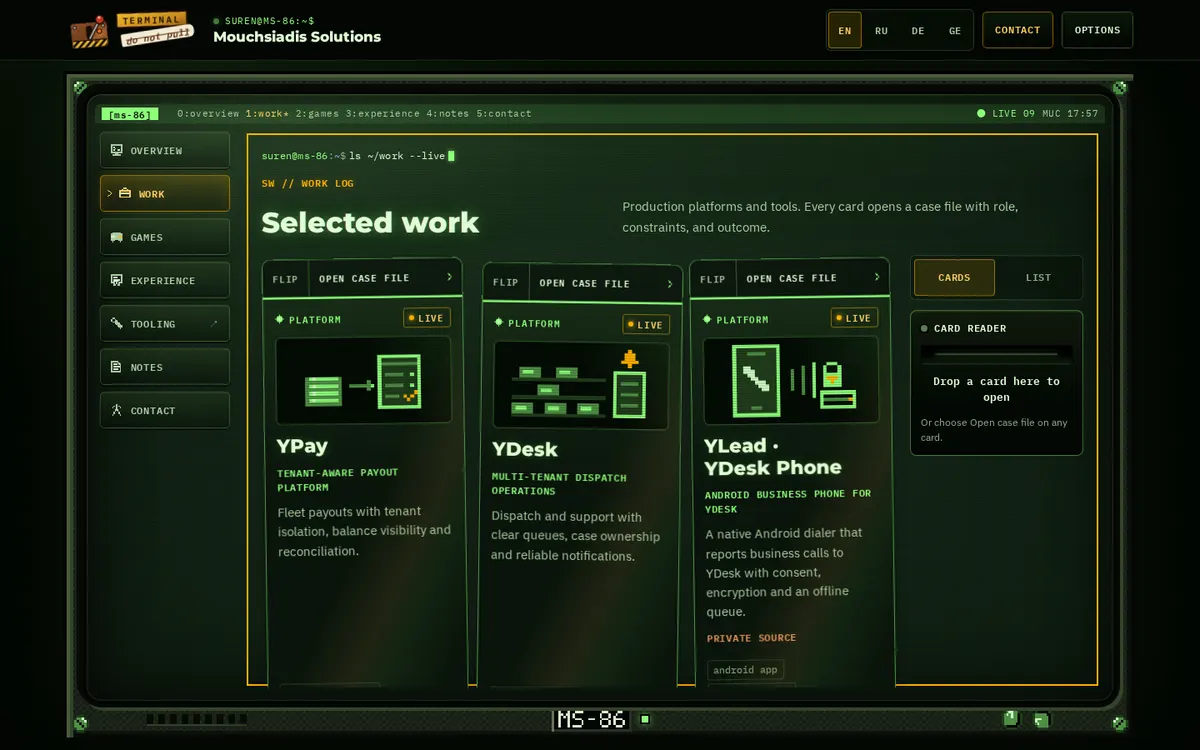 TERMINAL
do not pull
SUREN@MS-86:~$
Mouchsiadis Solutions
EN
RU
DE
GE
CONTACT
OPTIONS
[ms-86]
0:overview 1:work* 2:games 3:experience 4:notes 5:contact
LIVE 09 MUC 17:57
OVERVIEW
> WORK
GAMES
EXPERIENCE
TOOLING
NOTES
CONTACT
suren@ms-86:~$ ls ~/work --live
SW // WORK LOG
Selected work
Production platforms and tools. Every card opens a case file with role,
constraints, and outcome.
FLIP
OPEN CASE FILE
PLATFORM
LIVE
YPay
TENANT-AWARE PAYOUT
PLATFORM
Fleet payouts with tenant
isolation, balance visibility and
reconciliation.
FLIP
OPEN CASE FILE
PLATFORM
LIVE
YDesk
MULTI-TENANT DISPATCH
OPERATIONS
Dispatch and support with
clear queues, case ownership
and reliable notifications.
FLIP
OPEN CASE FILE
PLATFORM
LIVE
YLead ·
YDesk Phone
ANDROID BUSINESS PHONE FOR
YDESK
A native Android dialer that
reports business calls to
YDesk with consent,
encryption and an offline
queue.
PRIVATE SOURCE
android app
CARDS
LIST
CARD READER
Drop a card here to
open
Or choose Open case file on any
card.
MS-86